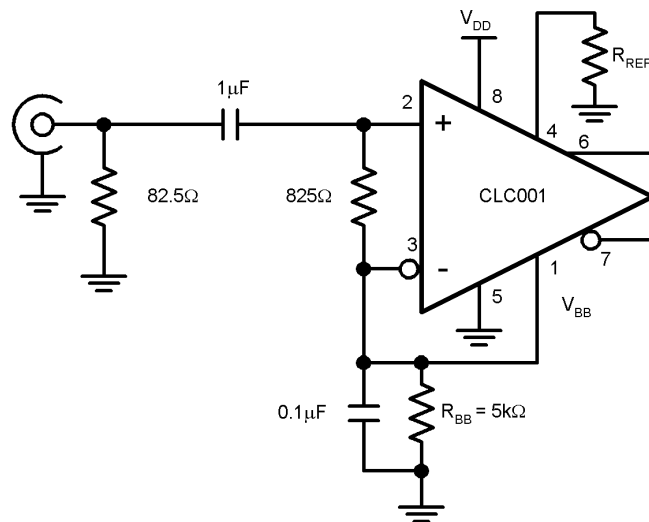 V_DD
R_REF
1µF
2
8
4
6
+
82.5Ω
825Ω
CLC001
3
-
7
5
1
V_BB
0.1µF
R_BB = 5kΩ